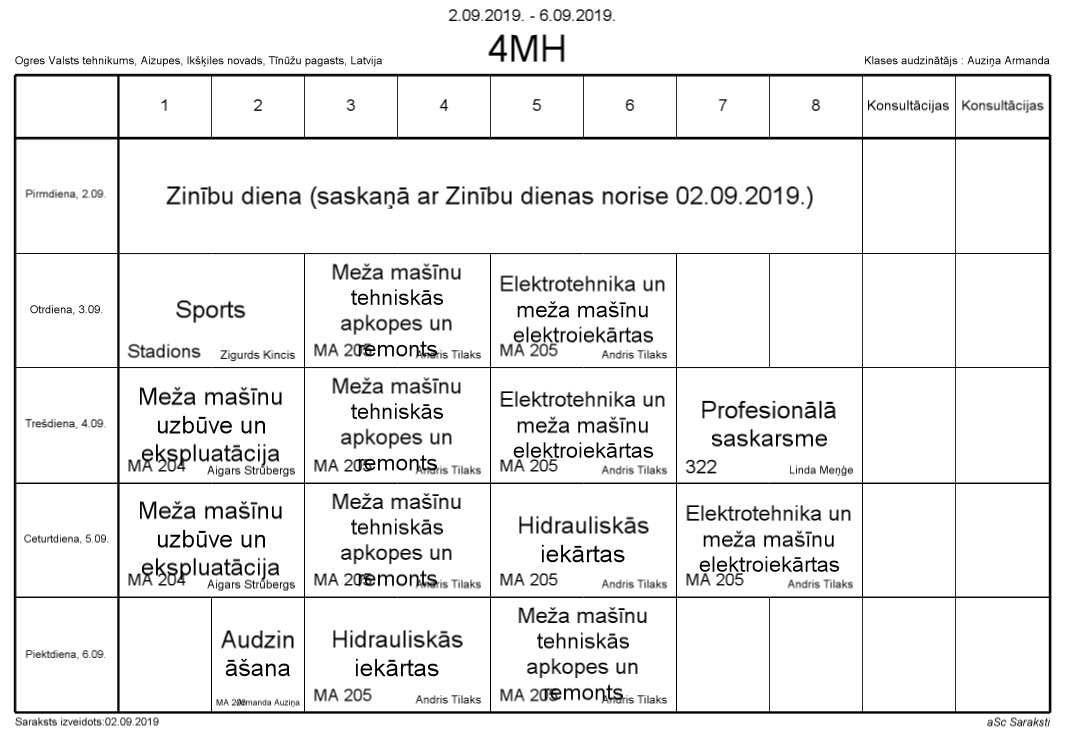 2.09.2019. - 6.09.2019.
4MH
Ogres Valsts tehnikums, Aizupes, Ikšķiles novads, Tīnūžu pagasts, Latvija
Klases audzinātājs : Auziņa Armanda
1 2 3 4 5 6 7 8 Konsultācijas Konsultācijas
Pirmdiena, 2.09.
Zinību diena (saskaņā ar Zinību dienas norise 02.09.2019.)
Otrdiena, 3.09.
Sports
Stadions Zigurds Kincis
Meža mašīnu
tehniskās
apkopes un
remonts
MA 205 Andris Tilaks
Elektrotehnika un
meža mašīnu
elektroiekārtas
MA 205 Andris Tilaks
Trešdiena, 4.09.
Meža mašīnu
uzbūve un
ekspluatācija
MA 204 Aigars Strūbergs
Meža mašīnu
tehniskās
apkopes un
remonts
MA 205 Andris Tilaks
Elektrotehnika un
meža mašīnu
elektroiekārtas
MA 205 Andris Tilaks
Profesionālā
saskarsme
322 Linda Meņģe
Ceturtdiena, 5.09.
Meža mašīnu
uzbūve un
ekspluatācija
MA 204 Aigars Strūbergs
Meža mašīnu
tehniskās
apkopes un
remonts
MA 205 Andris Tilaks
Hidrauliskās
iekārtas
MA 205 Andris Tilaks
Elektrotehnika un
meža mašīnu
elektroiekārtas
MA 205 Andris Tilaks
Piektdiena, 6.09.
Audzin
āšana
MA Armanda Auziņa
Hidrauliskās
iekārtas
MA 205 Andris Tilaks
Meža mašīnu
tehniskās
apkopes un
remonts
MA 205 Andris Tilaks
Saraksts izveidots:02.09.2019
aSc Saraksti